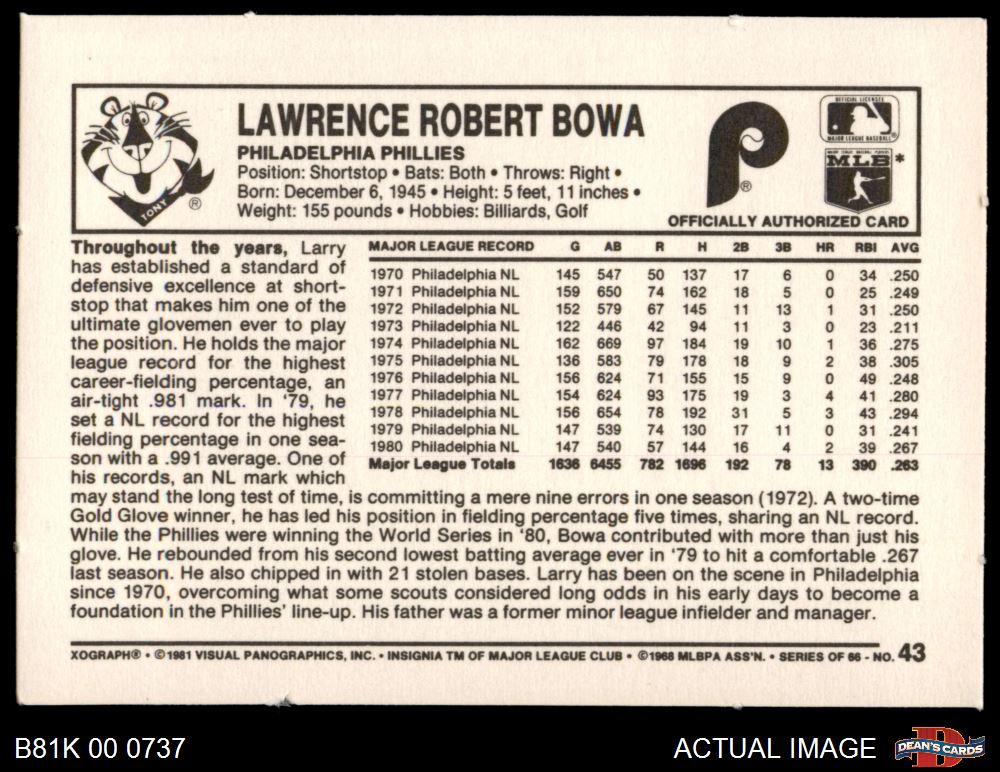 TONY
®
LAWRENCE ROBERT BOWA
PHILADELPHIA PHILLIES
Position: Shortstop • Bats: Both • Throws: Right •
Born: December 6, 1945 • Height: 5 feet, 11 inches •
Weight: 155 pounds • Hobbies: Billiards, Golf
®
OFFICIAL LICENSEE
MAJOR LEAGUE BASEBALL
MAJOR LEAGUE BASEBALL PLAYERS
MLB*
OFFICIALLY AUTHORIZED CARD
Throughout the years, Larry
has established a standard of
defensive excellence at short-
stop that makes him one of the
ultimate glovemen ever to play
the position. He holds the major
league record for the highest
career-fielding percentage, an
air-tight .981 mark. In '79, he
set a NL record for the highest
fielding percentage in one sea-
son with a .991 average. One of
his records, an NL mark which
MAJOR LEAGUE RECORD G AB R H 2B 3B HR RBI AVG
1970 Philadelphia NL 145 547 50 137 17 6 0 34 .250
1971 Philadelphia NL 159 650 74 162 18 5 0 25 .249
1972 Philadelphia NL 152 579 67 145 11 13 1 31 .250
1973 Philadelphia NL 122 446 42 94 11 3 0 23 .211
1974 Philadelphia NL 162 669 97 184 19 10 1 36 .275
1975 Philadelphia NL 136 583 79 178 18 9 2 38 .305
1976 Philadelphia NL 156 624 71 155 15 9 0 49 .248
1977 Philadelphia NL 154 624 93 175 19 3 4 41 .280
1978 Philadelphia NL 156 654 78 192 31 5 3 43 .294
1979 Philadelphia NL 147 539 74 130 17 11 0 31 .241
1980 Philadelphia NL 147 540 57 144 16 4 2 39 .267
Major League Totals 1636 6455 782 1696 192 78 13 390 .263
may stand the long test of time, is committing a mere nine errors in one season (1972). A two-time
Gold Glove winner, he has led his position in fielding percentage five times, sharing an NL record.
While the Phillies were winning the World Series in '80, Bowa contributed with more than just his
glove. He rebounded from his second lowest batting average ever in '79 to hit a comfortable .267
last season. He also chipped in with 21 stolen bases. Larry has been on the scene in Philadelphia
since 1970, overcoming what some scouts considered long odds in his early days to become a
foundation in the Phillies' line-up. His father was a former minor league infielder and manager.
XOGRAPH® • ©1981 VISUAL PANOGRAPHICS, INC. • INSIGNIA TM OF MAJOR LEAGUE CLUB • ©1968 MLBPA ASS'N. • SERIES OF 66 - NO. 43
B81K 00 0737
ACTUAL IMAGE
DEAN'S CARDS